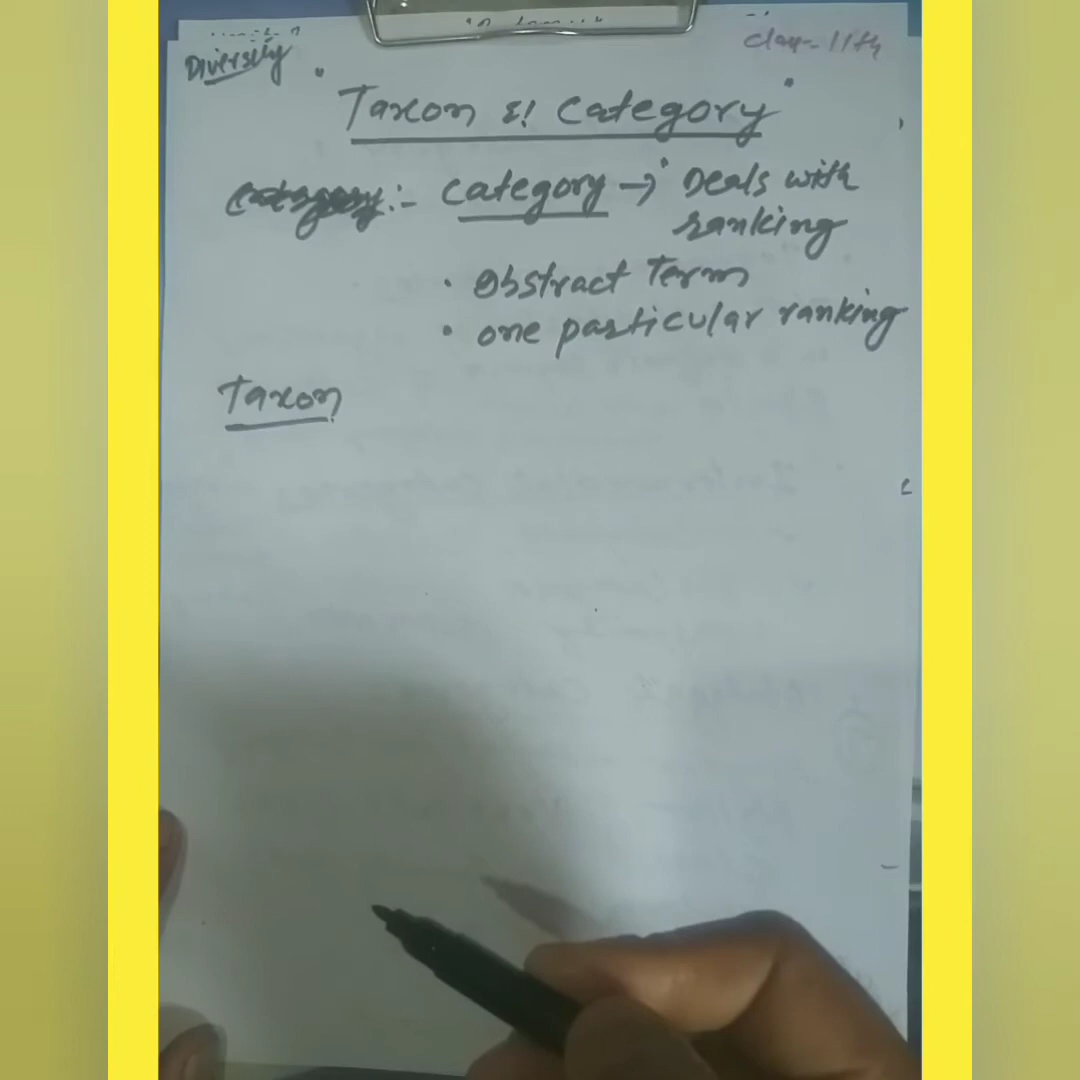 Diversity
class- 11th
Taxon & Category
Category :- Category → Deals with
ranking
• Obstract Term
• one particular ranking
Taxon